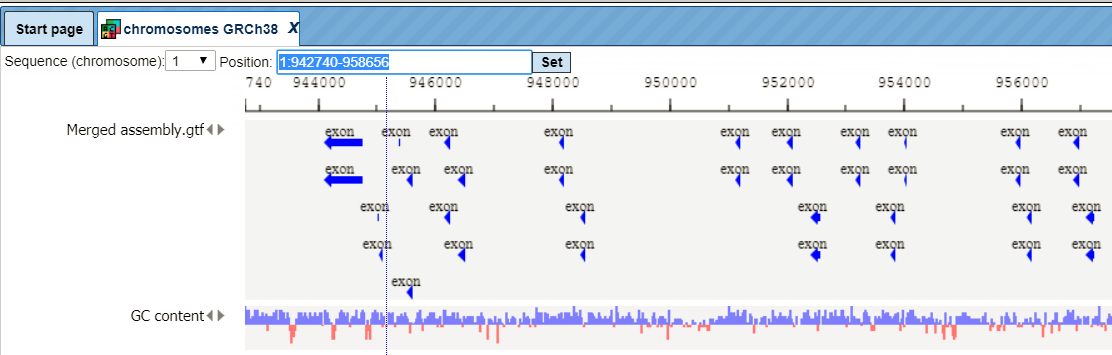 Start page chromosomes GRCh38 X
Sequence (chromosome): 1 Position: 1:942740-958656 Set
740 944000 946000 948000 950000 952000 954000 956000
Merged assembly.gtf exon exon exon exon exon exon exon exon exon exon
exon exon exon exon exon exon exon exon exon exon
exon exon exon exon exon exon exon
exon exon exon exon exon exon exon
exon
GC content